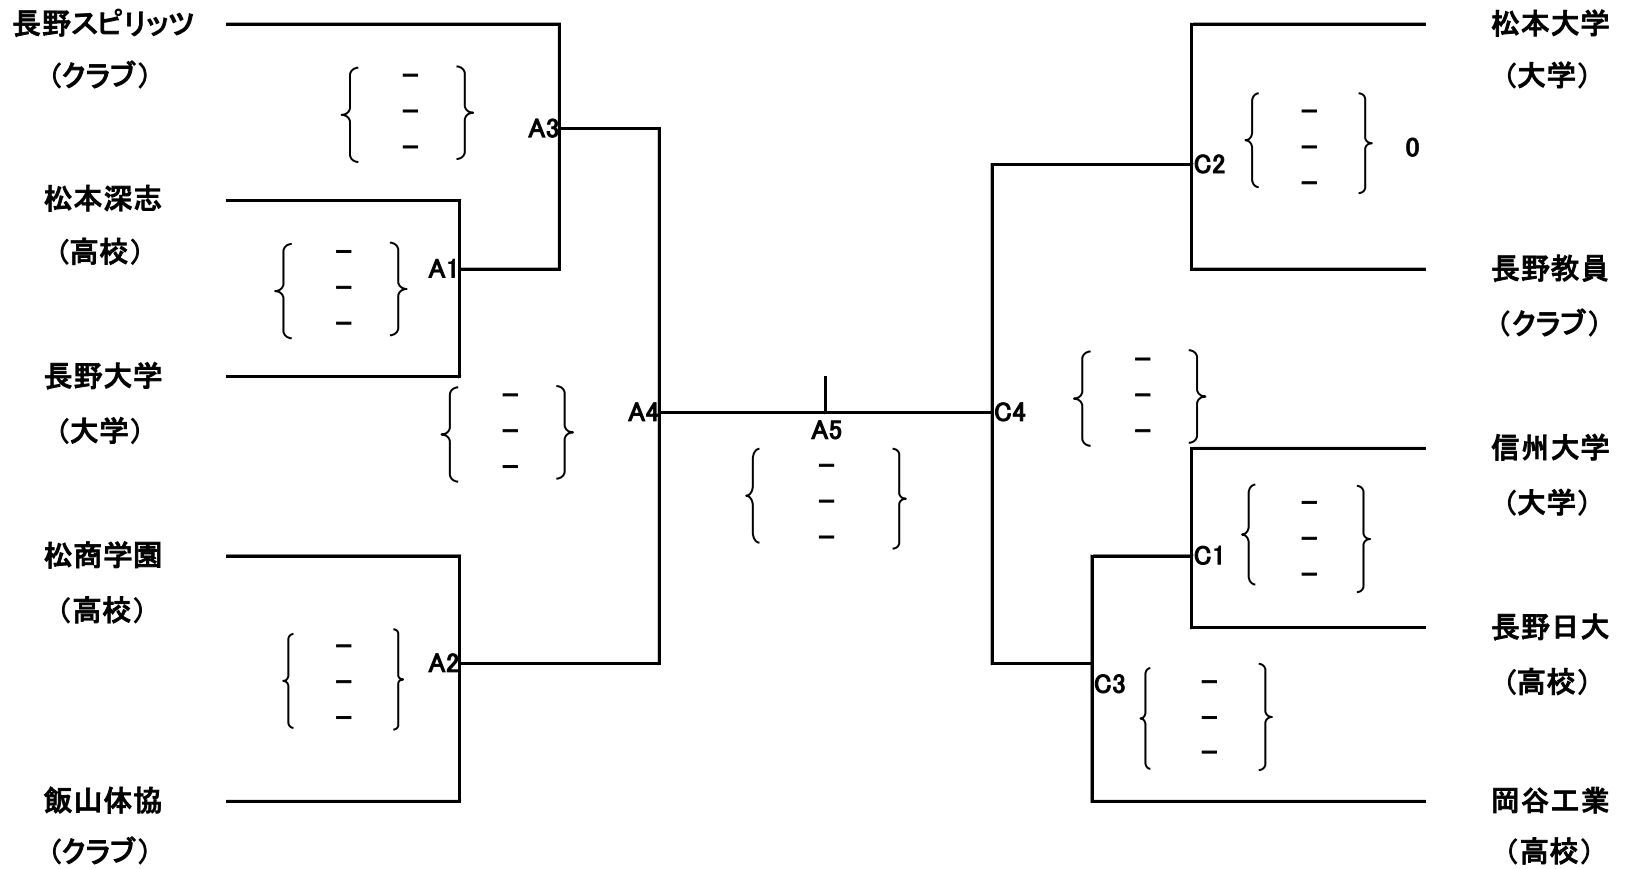 長野スピリッツ
（クラブ）
A3
松本深志
（高校）
A1
長野大学
（大学）
A4
松商学園
（高校）
A2
飯山体協
（クラブ）
A5
松本大学
（大学）
C2
0
長野教員
（クラブ）
C4
信州大学
（大学）
C1
長野日大
（高校）
C3
岡谷工業
（高校）